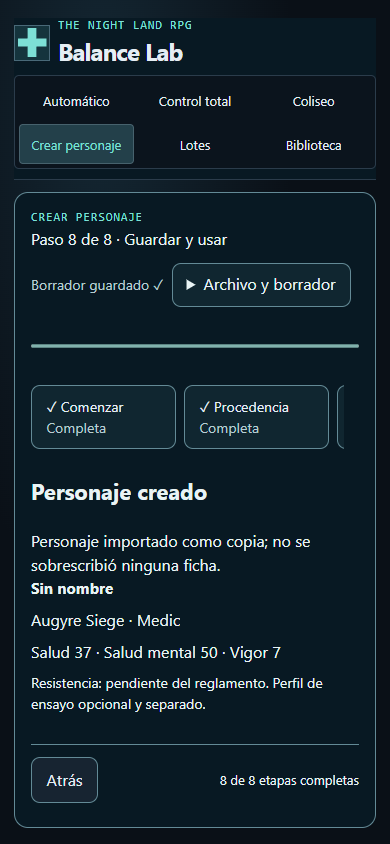 THE NIGHT LAND RPG
Balance Lab
Automático
Control total
Coliseo
Crear personaje
Lotes
Biblioteca
CREAR PERSONAJE
Paso 8 de 8 · Guardar y usar
Borrador guardado ✓
▶ Archivo y borrador
✓ Comenzar
Completa
✓ Procedencia
Completa
Personaje creado
Personaje importado como copia; no se
sobrescribió ninguna ficha.
Sin nombre
Augyre Siege · Medic
Salud 37 · Salud mental 50 · Vigor 7
Resistencia: pendiente del reglamento. Perfil de
ensayo opcional y separado.
Atrás
8 de 8 etapas completas